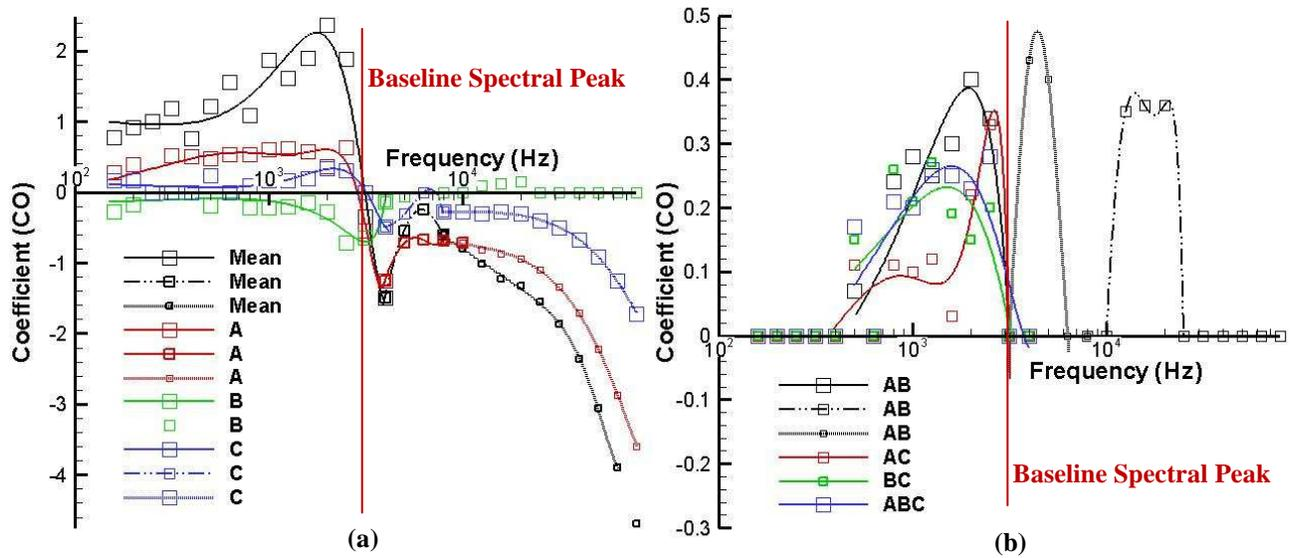 2
1
0
-1
-2
-3
-4
Coefficient (CO)
10²
10³
10⁴
Frequency (Hz)
Baseline Spectral Peak
Mean
Mean
Mean
A
A
A
B
B
C
C
C
(a)
0.5
0.4
0.3
0.2
0.1
0
-0.1
-0.2
-0.3
Coefficient (CO)
10²
10³
10⁴
Frequency (Hz)
AB
AB
AB
AC
BC
ABC
Baseline Spectral Peak
(b)